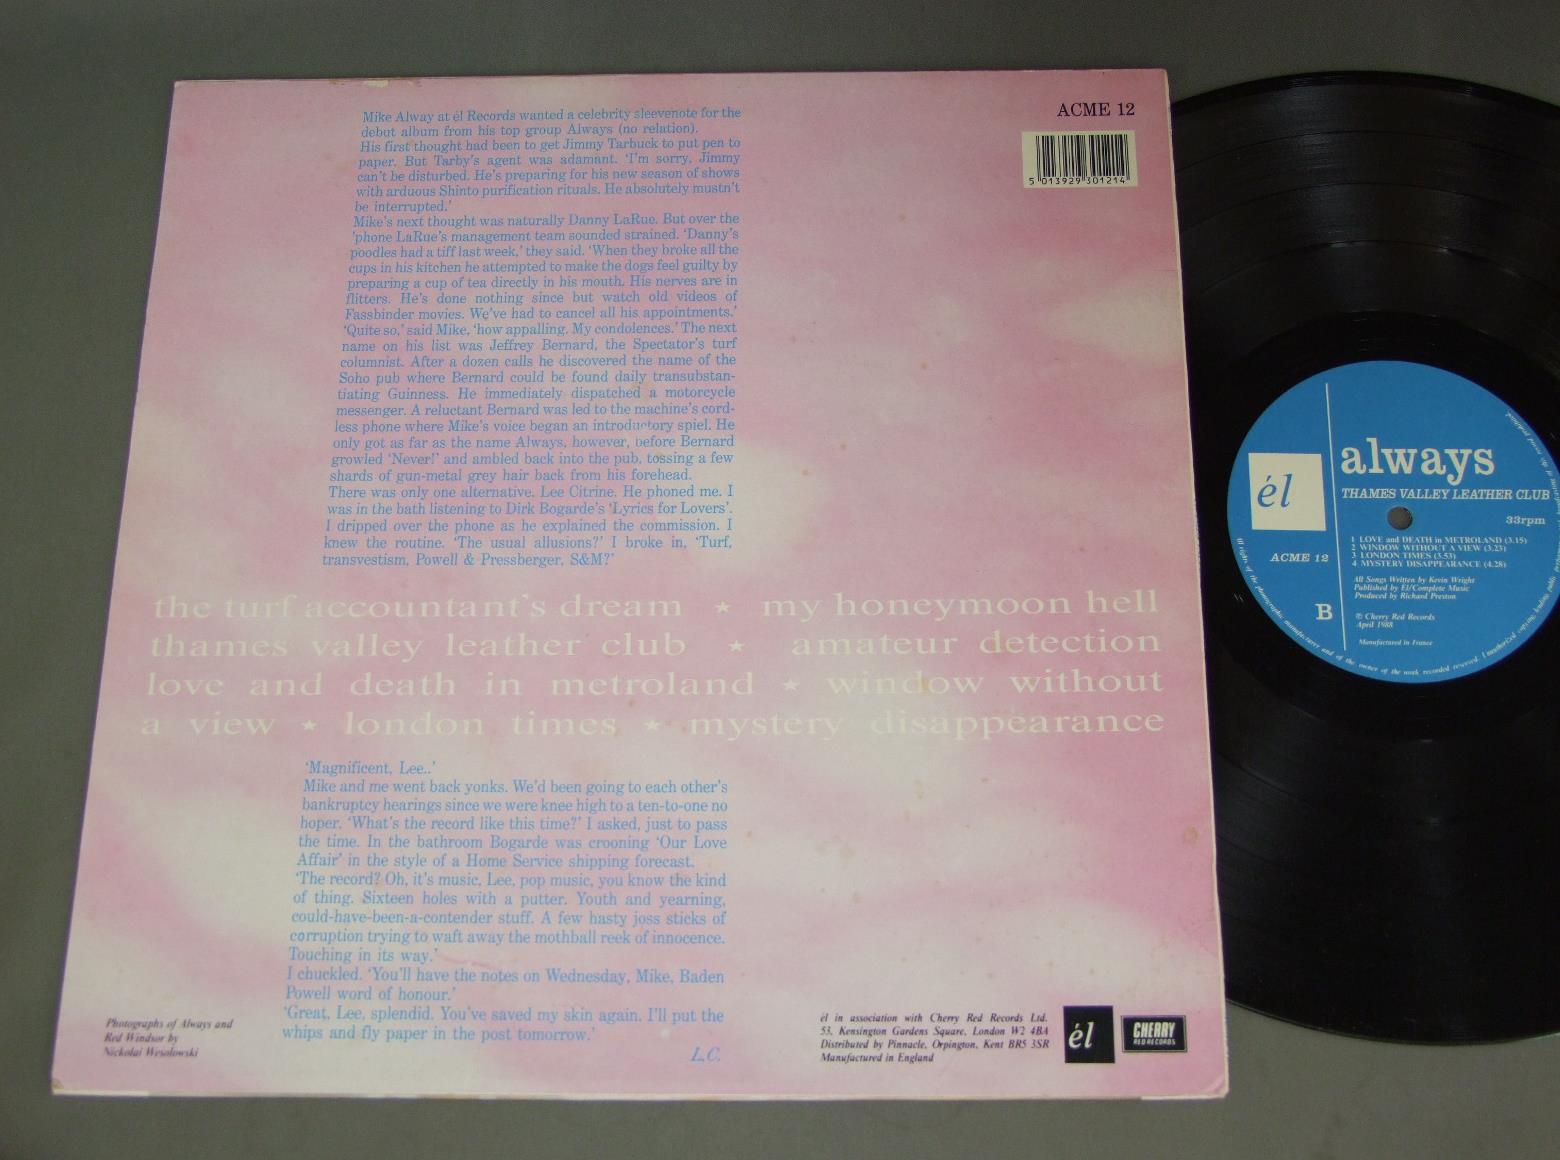 Mike Alway at él Records wanted a celebrity sleevenote for the
debut album from his top group Always (no relation).
His first thought had been to get Jimmy Tarbuck to put pen to
paper. But Tarby's agent was adamant. 'I'm sorry, Jimmy
can't be disturbed. He's preparing for his new season of shows
with arduous Shinto purification rituals. He absolutely mustn't
be interrupted.'
Mike's next thought was naturally Danny LaRue. But over the
'phone LaRue's management team sounded strained. 'Danny's
poodles had a tiff last week,' they said. 'When they broke all the
cups in his kitchen he attempted to make the dogs feel guilty by
preparing a cup of tea directly in his mouth. His nerves are in
flitters. He's done nothing since but watch old videos of
Fassbinder movies. We've had to cancel all his appointments.'
'Quite so,' said Mike, 'how appalling. My condolences.' The next
name on his list was Jeffrey Bernard, the Spectator's turf
columnist. After a dozen calls he discovered the name of the
Soho pub where Bernard could be found daily transubstan-
tiating Guinness. He immediately dispatched a motorcycle
messenger. A reluctant Bernard was led to the machine's cord-
less phone where Mike's voice began an introductory spiel. He
only got as far as the name Always, however, before Bernard
growled 'Never!' and ambled back into the pub, tossing a few
shards of gun-metal grey hair back from his forehead.
There was only one alternative. Lee Citrine. He phoned me. I
was in the bath listening to Dirk Bogarde's 'Lyrics for Lovers'.
I dripped over the phone as he explained the commission. I
knew the routine. 'The usual allusions?' I broke in, 'Turf,
transvestism, Powell & Pressberger, S&M?'
the turf accountant's dream ★ my honeymoon hell
thames valley leather club ★ amateur detection
love and death in metroland ★ window without
a view ★ london times ★ mystery disappearance
'Magnificent, Lee..'
Mike and me went back yonks. We'd been going to each other's
bankruptcy hearings since we were knee high to a ten-to-one no
hoper. 'What's the record like this time?' I asked, just to pass
the time. In the bathroom Bogarde was crooning 'Our Love
Affair' in the style of a Home Service shipping forecast.
'The record? Oh, it's music, Lee, pop music, you know the kind
of thing. Sixteen holes with a putter. Youth and yearning,
could-have-been-a-contender stuff. A few hasty joss sticks of
corruption trying to waft away the mothball reek of innocence.
Touching in its way.'
I chuckled. 'You'll have the notes on Wednesday, Mike, Baden
Powell word of honour.'
'Great, Lee, splendid. You've saved my skin again. I'll put the
whips and fly paper in the post tomorrow.'
L.C.
Photographs of Always and
Red Windsor by
Nickolai Wesolowski
él in association with Cherry Red Records Ltd.
53, Kensington Gardens Square, London W2 4BA
Distributed by Pinnacle, Orpington, Kent BR5 3SR
Manufactured in England
él
CHERRY
RED RECORDS
ACME 12
5 013929 301214
always
THAMES VALLEY LEATHER CLUB
33rpm
él
ACME 12
B
1 LOVE and DEATH in METROLAND (3.15)
2 WINDOW WITHOUT A VIEW (3.23)
3 LONDON TIMES (3.53)
4 MYSTERY DISAPPEARANCE (4.28)
All Songs Written by Kevin Wright
Published by El/Complete Music
Produced by Richard Preston
℗ Cherry Red Records
April 1988
Manufactured in France
ll rights of the phonographic manufacturer and of the owner of the work recorded reserved. Unauthorized copying, lending, public